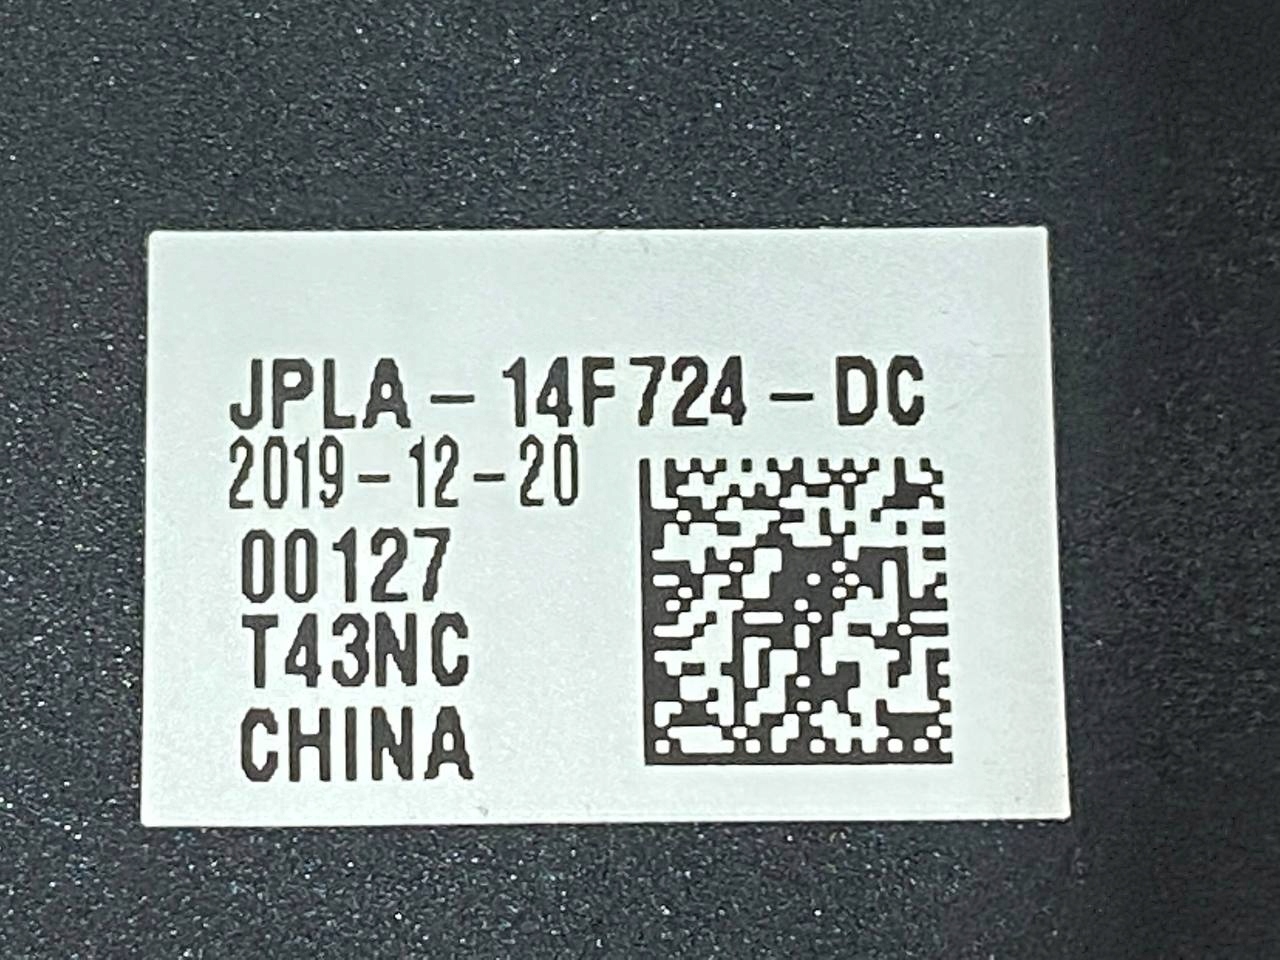 JPLA-14F724-DC
2019-12-20
00127
T43NC
CHINA